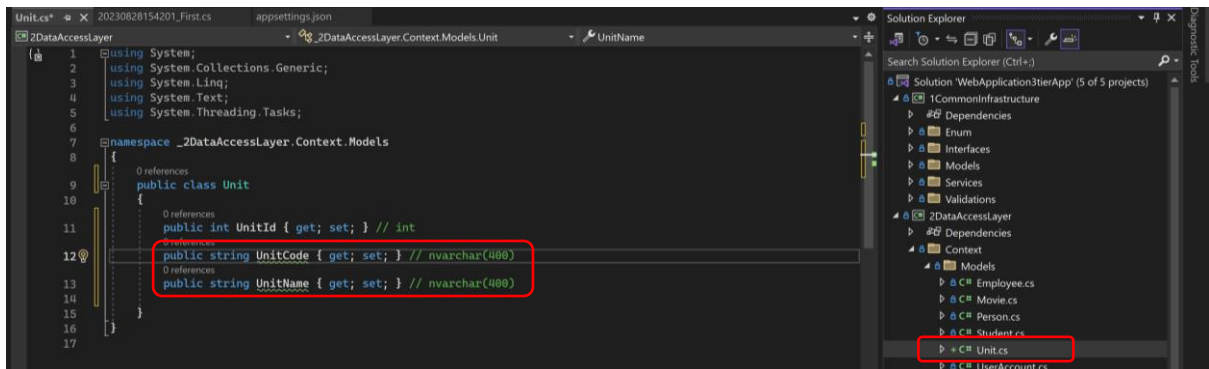 Unit.cs* 20230828154201_First.cs appsettings.json
2DataAccessLayer _2DataAccessLayer.Context.Models.Unit UnitName
1 using System;
2 using System.Collections.Generic;
3 using System.Linq;
4 using System.Text;
5 using System.Threading.Tasks;
6
7 namespace _2DataAccessLayer.Context.Models
8 {
0 references
9 public class Unit
10 {
0 references
11 public int UnitId { get; set; } // int
0 references
12 public string UnitCode { get; set; } // nvarchar(400)
0 references
13 public string UnitName { get; set; } // nvarchar(400)
14
15 }
16 }
17
Solution Explorer
Search Solution Explorer (Ctrl+;)
Solution 'WebApplication3tierApp' (5 of 5 projects)
1CommonInfrastructure
Dependencies
Enum
Interfaces
Models
Services
Validations
2DataAccessLayer
Dependencies
Context
Models
C# Employee.cs
C# Movie.cs
C# Person.cs
C# Student.cs
+ C# Unit.cs
C# UserAccount.cs
Diagnostic Tools